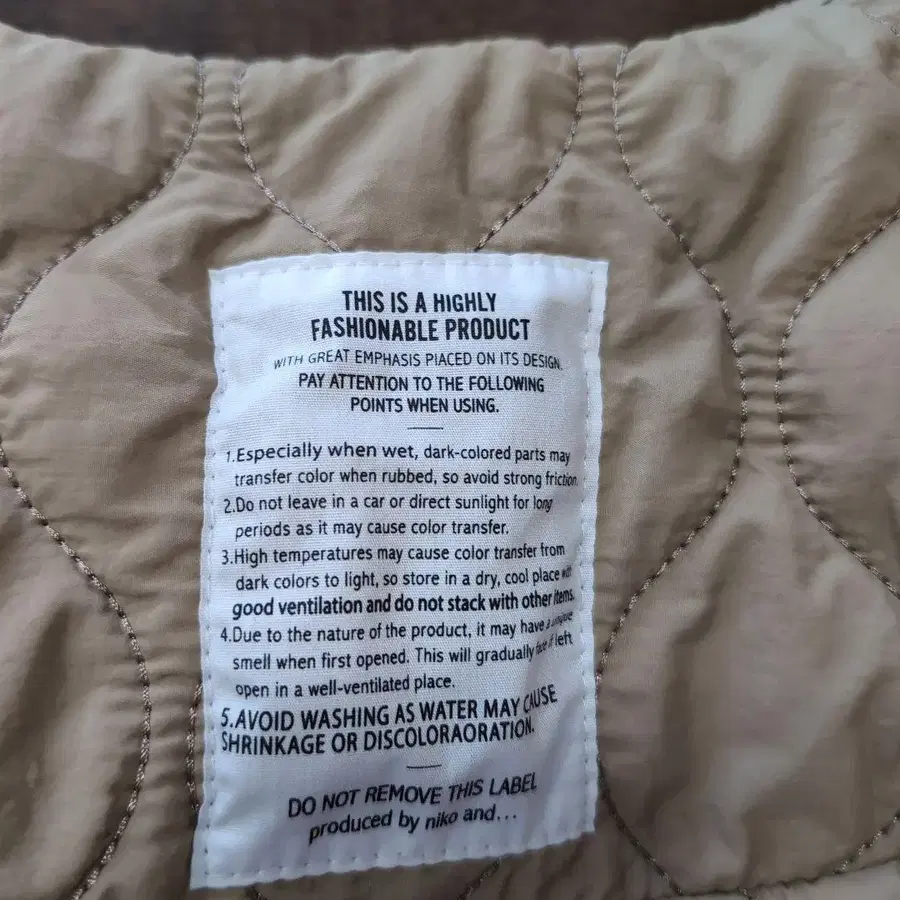 THIS IS A HIGHLY
FASHIONABLE PRODUCT
WITH GREAT EMPHASIS PIACED ON ITS DESIGN.
PAY ATTENTION TO THE FOLLOWING
POINTS WHEN USING.
1.Especially when wet, dark-colored parts may
transfer color when rubbed, so avoid strong friction.
2.Do not leave in a car or direct sunlight for long
periods as it may cause color transfer.
3.High temperatures may cause color transfer from
dark colors to light, so store in a dry, cool place with
good ventilation and do not stack with other items.
4.Due to the nature of the product, it may have a unique
smell when first opened. This will gradually fade if left
open in a well-ventilated place.
5.AVOID WASHING AS WATER MAY CAUSE
SHRINKAGE OR DISCOLORAORATION.
DO NOT REMOVE THIS LABEL
produced by niko and...